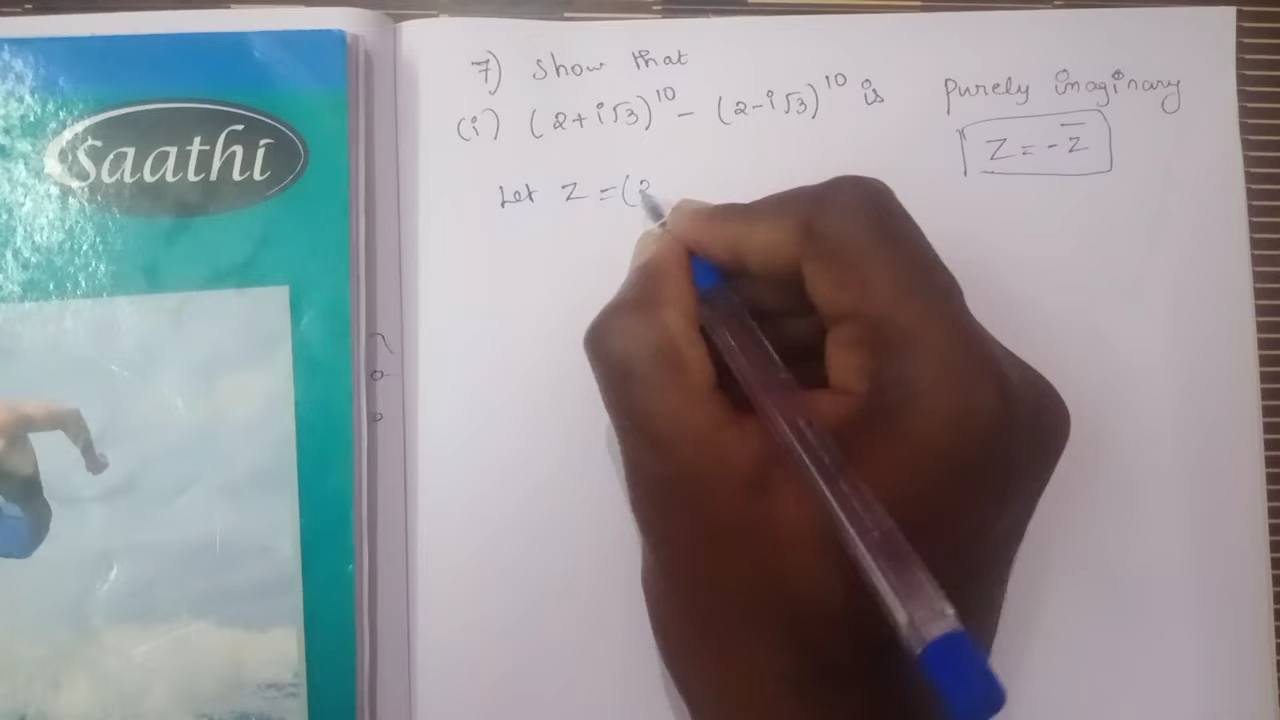 Saathi
7) Show that
(i) (2+i√3)^10 - (2-i√3)^10 is purely imaginary
Z = -z̅
Let Z = (2